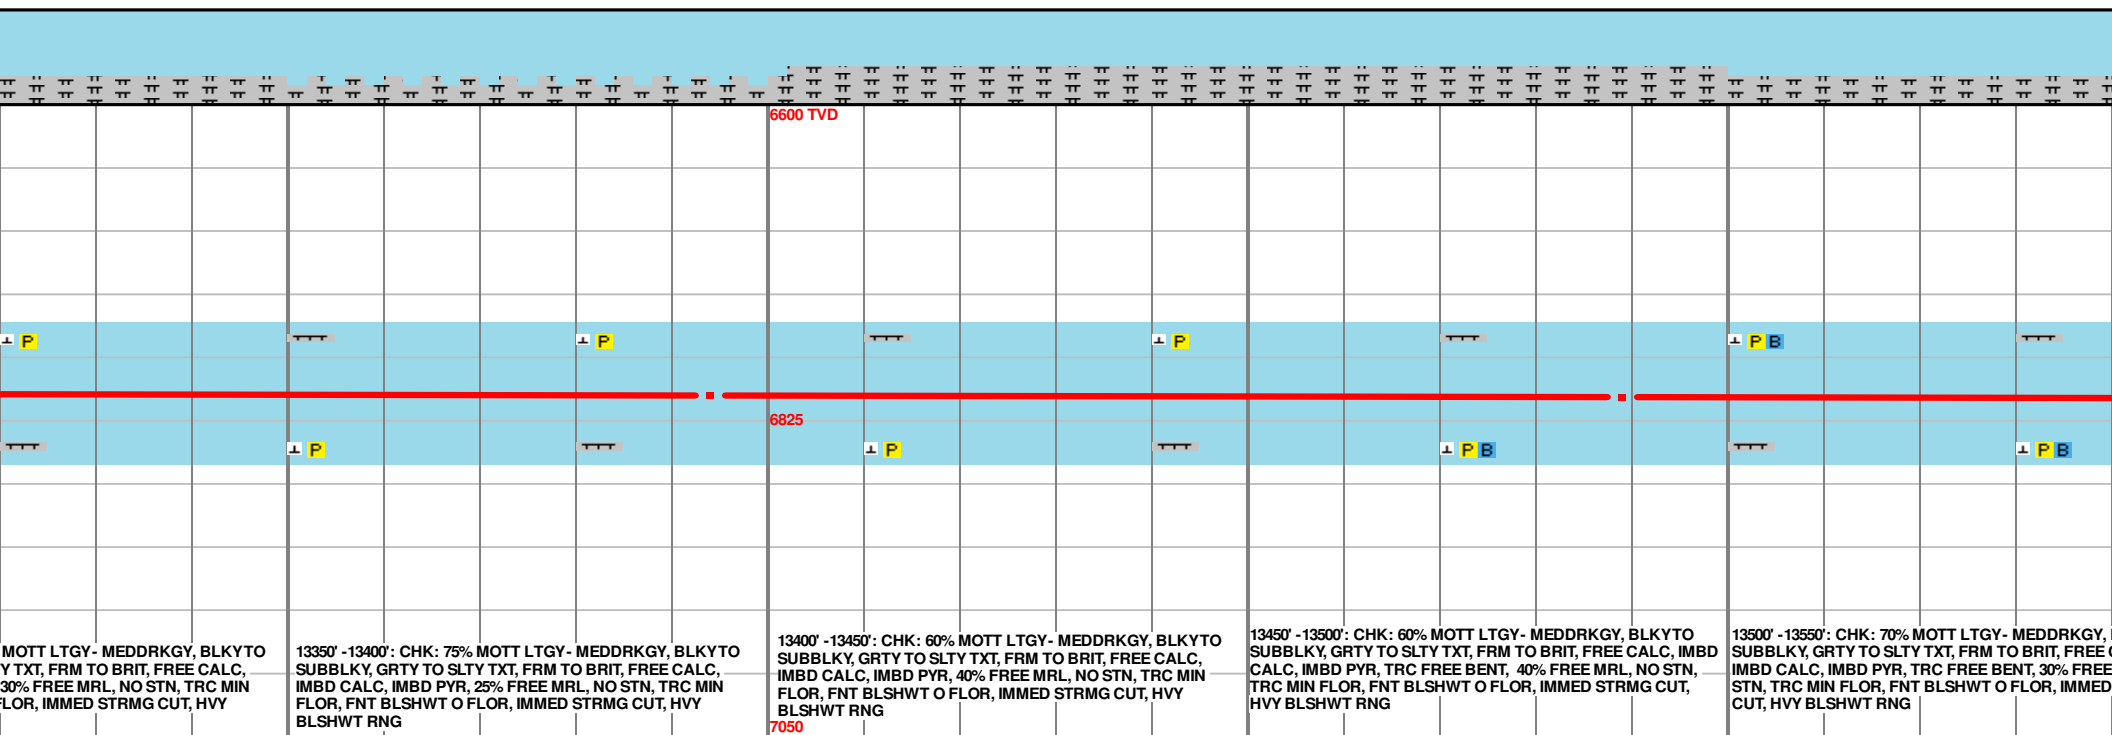 6600 TVD
P
P
P
P B
6825
P
P
P B
P B
MOTT LTGY- MEDDRKGY, BLKY TO
Y TXT, FRM TO BRIT, FREE CALC,
30% FREE MRL, NO STN, TRC MIN
FLOR, IMMED STRMG CUT, HVY
13350' -13400': CHK: 75% MOTT LTGY- MEDDRKGY, BLKY TO
SUBBLKY, GRTY TO SLTY TXT, FRM TO BRIT, FREE CALC,
IMBD CALC, IMBD PYR, 25% FREE MRL, NO STN, TRC MIN
FLOR, FNT BLSHWT O FLOR, IMMED STRMG CUT, HVY
BLSHWT RNG
13400' -13450': CHK: 60% MOTT LTGY- MEDDRKGY, BLKY TO
SUBBLKY, GRTY TO SLTY TXT, FRM TO BRIT, FREE CALC,
IMBD CALC, IMBD PYR, 40% FREE MRL, NO STN, TRC MIN
FLOR, FNT BLSHWT O FLOR, IMMED STRMG CUT, HVY
BLSHWT RNG
13450' -13500': CHK: 60% MOTT LTGY- MEDDRKGY, BLKY TO
SUBBLKY, GRTY TO SLTY TXT, FRM TO BRIT, FREE CALC, IMBD
CALC, IMBD PYR, TRC FREE BENT, 40% FREE MRL, NO STN,
TRC MIN FLOR, FNT BLSHWT O FLOR, IMMED STRMG CUT,
HVY BLSHWT RNG
13500' -13550': CHK: 70% MOTT LTGY- MEDDRKGY,
SUBBLKY, GRTY TO SLTY TXT, FRM TO BRIT, FREE
IMBD CALC, IMBD PYR, TRC FREE BENT, 30% FREE
STN, TRC MIN FLOR, FNT BLSHWT O FLOR, IMMED
CUT, HVY BLSHWT RNG
7050